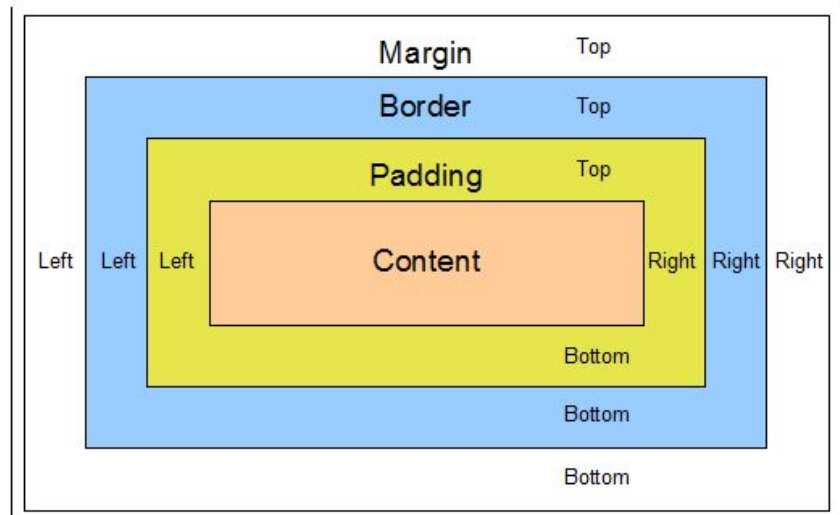 Margin Top
Border Top
Padding Top
Left Left Left Content Right Right Right
Bottom
Bottom
Bottom